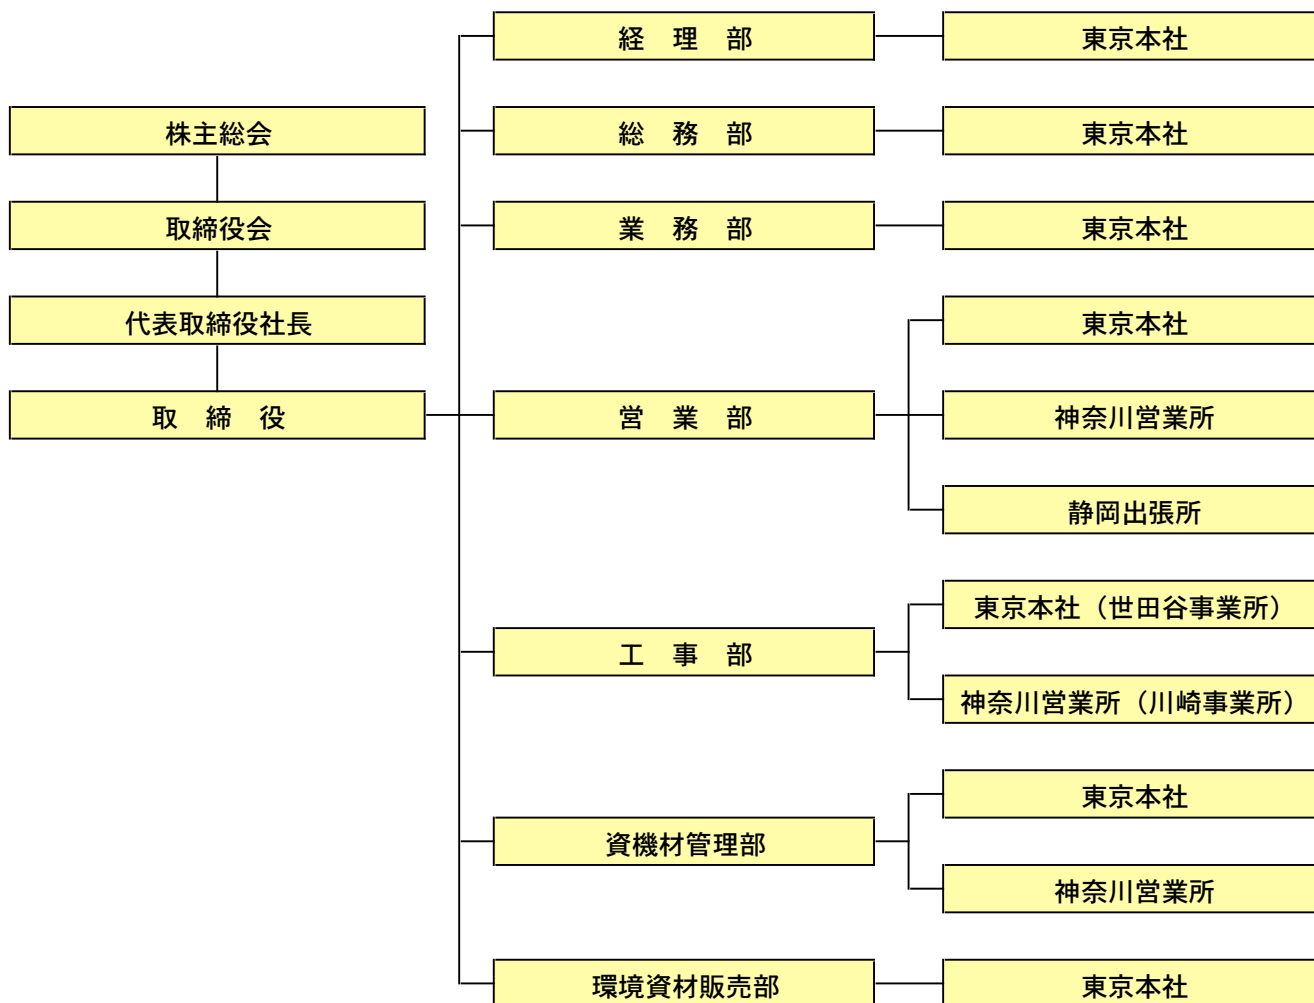 株主総会
取締役会
代表取締役社長
取　締　役
経　理　部
東京本社
総　務　部
東京本社
業　務　部
東京本社
営　業　部
東京本社
神奈川営業所
静岡出張所
工　事　部
東京本社（世田谷事業所）
神奈川営業所（川崎事業所）
資機材管理部
東京本社
神奈川営業所
環境資材販売部
東京本社